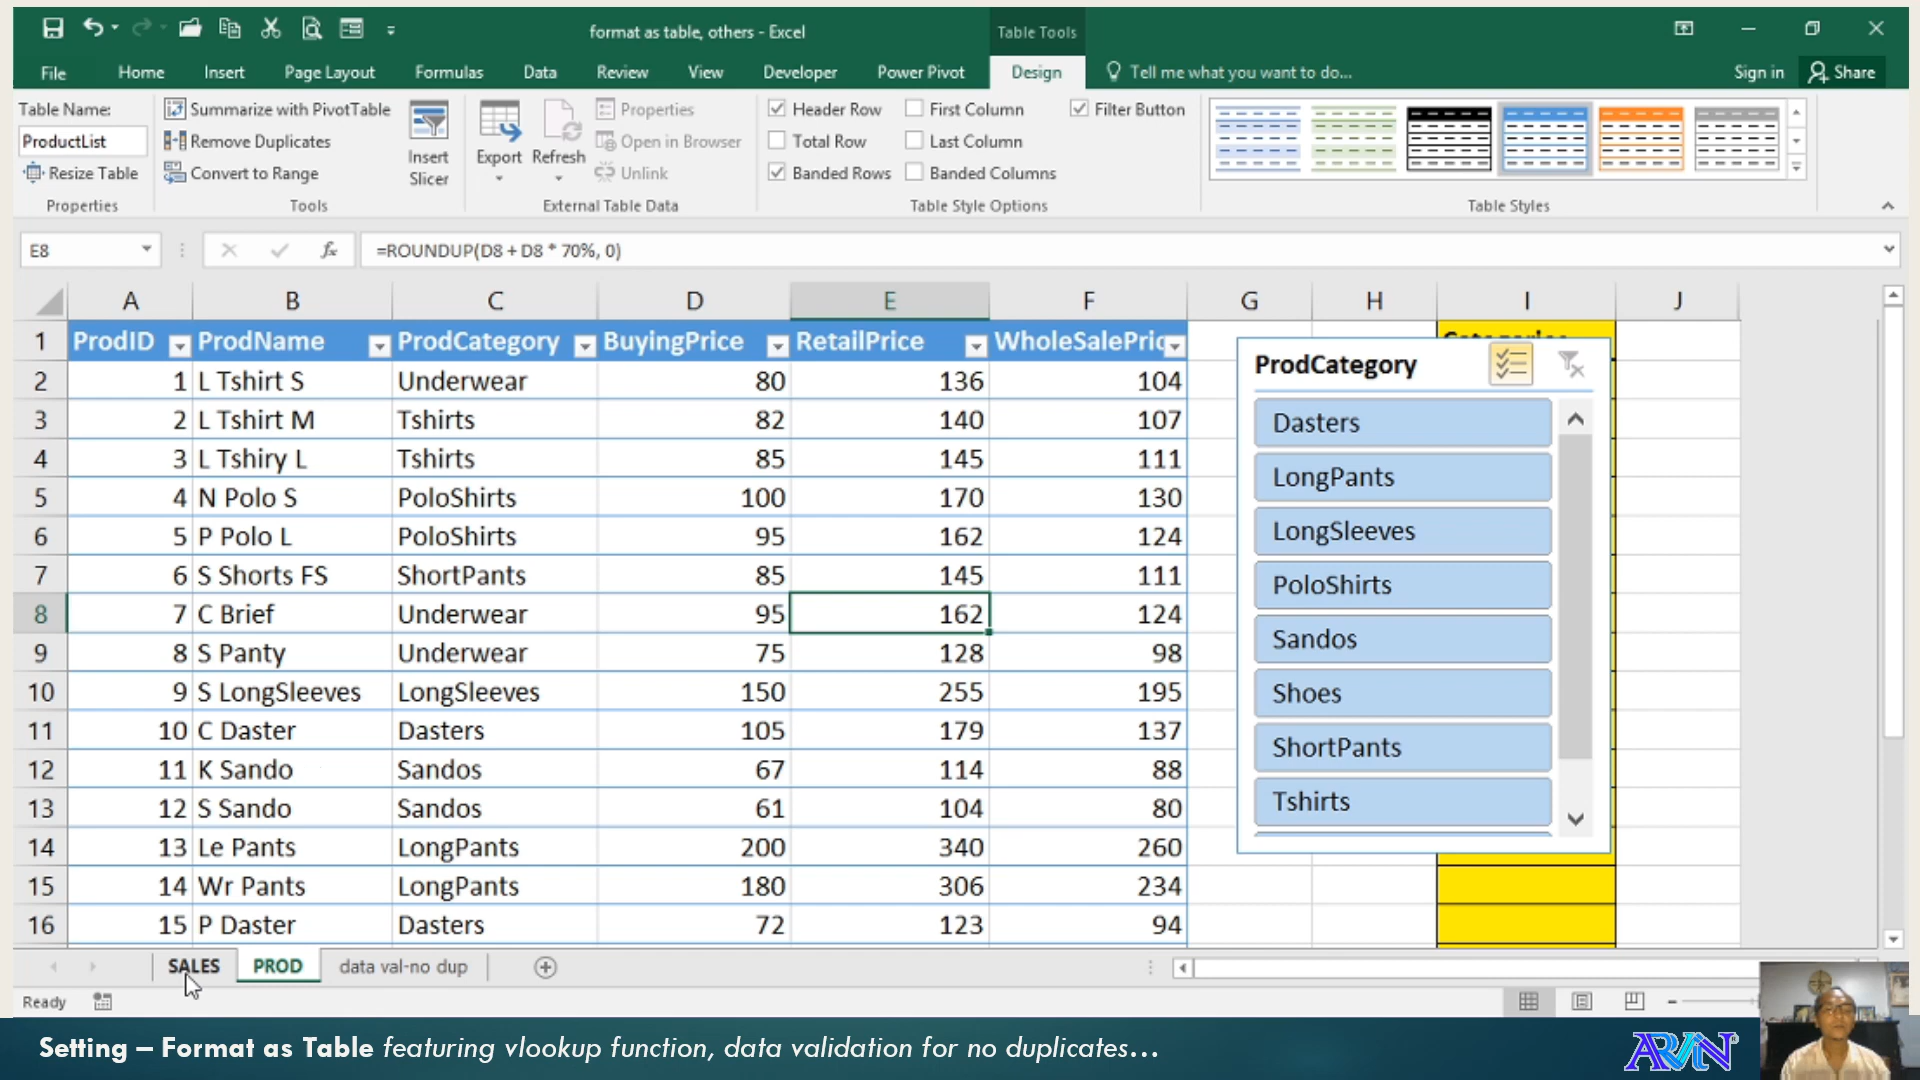 format as table, others - Excel
Table Tools
File Home Insert Page Layout Formulas Data Review View Developer Power Pivot Design Tell me what you want to do... Sign in Share
Table Name:
ProductList
Resize Table
Properties
Summarize with PivotTable
Remove Duplicates
Convert to Range
Tools
Insert
Slicer
Export
Refresh
Properties
Open in Browser
Unlink
External Table Data
Header Row
Total Row
Banded Rows
First Column
Last Column
Banded Columns
Filter Button
Table Style Options
Table Styles
E8
fx
=ROUNDUP(D8 + D8 * 70%, 0)
A B C D E F G H I J
1 ProdID ProdName ProdCategory BuyingPrice RetailPrice WholeSalePric
2 1 L Tshirt S Underwear 80 136 104
3 2 L Tshirt M Tshirts 82 140 107
4 3 L Tshiry L Tshirts 85 145 111
5 4 N Polo S PoloShirts 100 170 130
6 5 P Polo L PoloShirts 95 162 124
7 6 S Shorts FS ShortPants 85 145 111
8 7 C Brief Underwear 95 162 124
9 8 S Panty Underwear 75 128 98
10 9 S LongSleeves LongSleeves 150 255 195
11 10 C Daster Dasters 105 179 137
12 11 K Sando Sandos 67 114 88
13 12 S Sando Sandos 61 104 80
14 13 Le Pants LongPants 200 340 260
15 14 Wr Pants LongPants 180 306 234
16 15 P Daster Dasters 72 123 94
ProdCategory
Dasters
LongPants
LongSleeves
PoloShirts
Sandos
Shoes
ShortPants
Tshirts
SALES PROD data val-no dup
Ready
Setting – Format as Table featuring vlookup function, data validation for no duplicates...
ARVIN